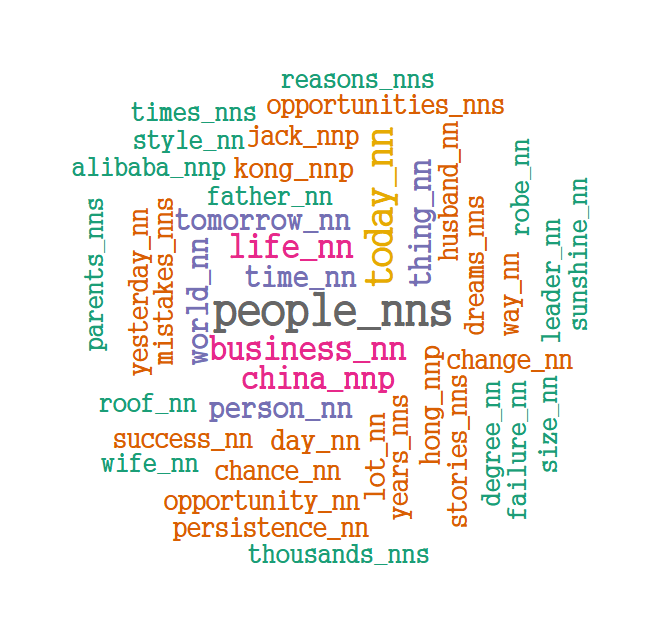 reasons_nns
opportunities_nns
times_nns
jack_nnp
style_nn
alibaba_nnp
kong_nnp
father_nn
tomorrow_nn
life_nn
time_nn
today_nn
thing_nn
husband_nn
dreams_nns
robe_nn
way_nn
leader_nn
sunshine_nn
parents_nns
yesterday_nn
mistakes_nns
world_nn
people_nns
business_nn
china_nnp
change_nn
roof_nn
person_nn
success_nn
day_nn
wife_nn
chance_nn
lot_nn
years_nns
hong_nnp
stories_nns
degree_nn
failure_nn
size_nn
opportunity_nn
persistence_nn
thousands_nns